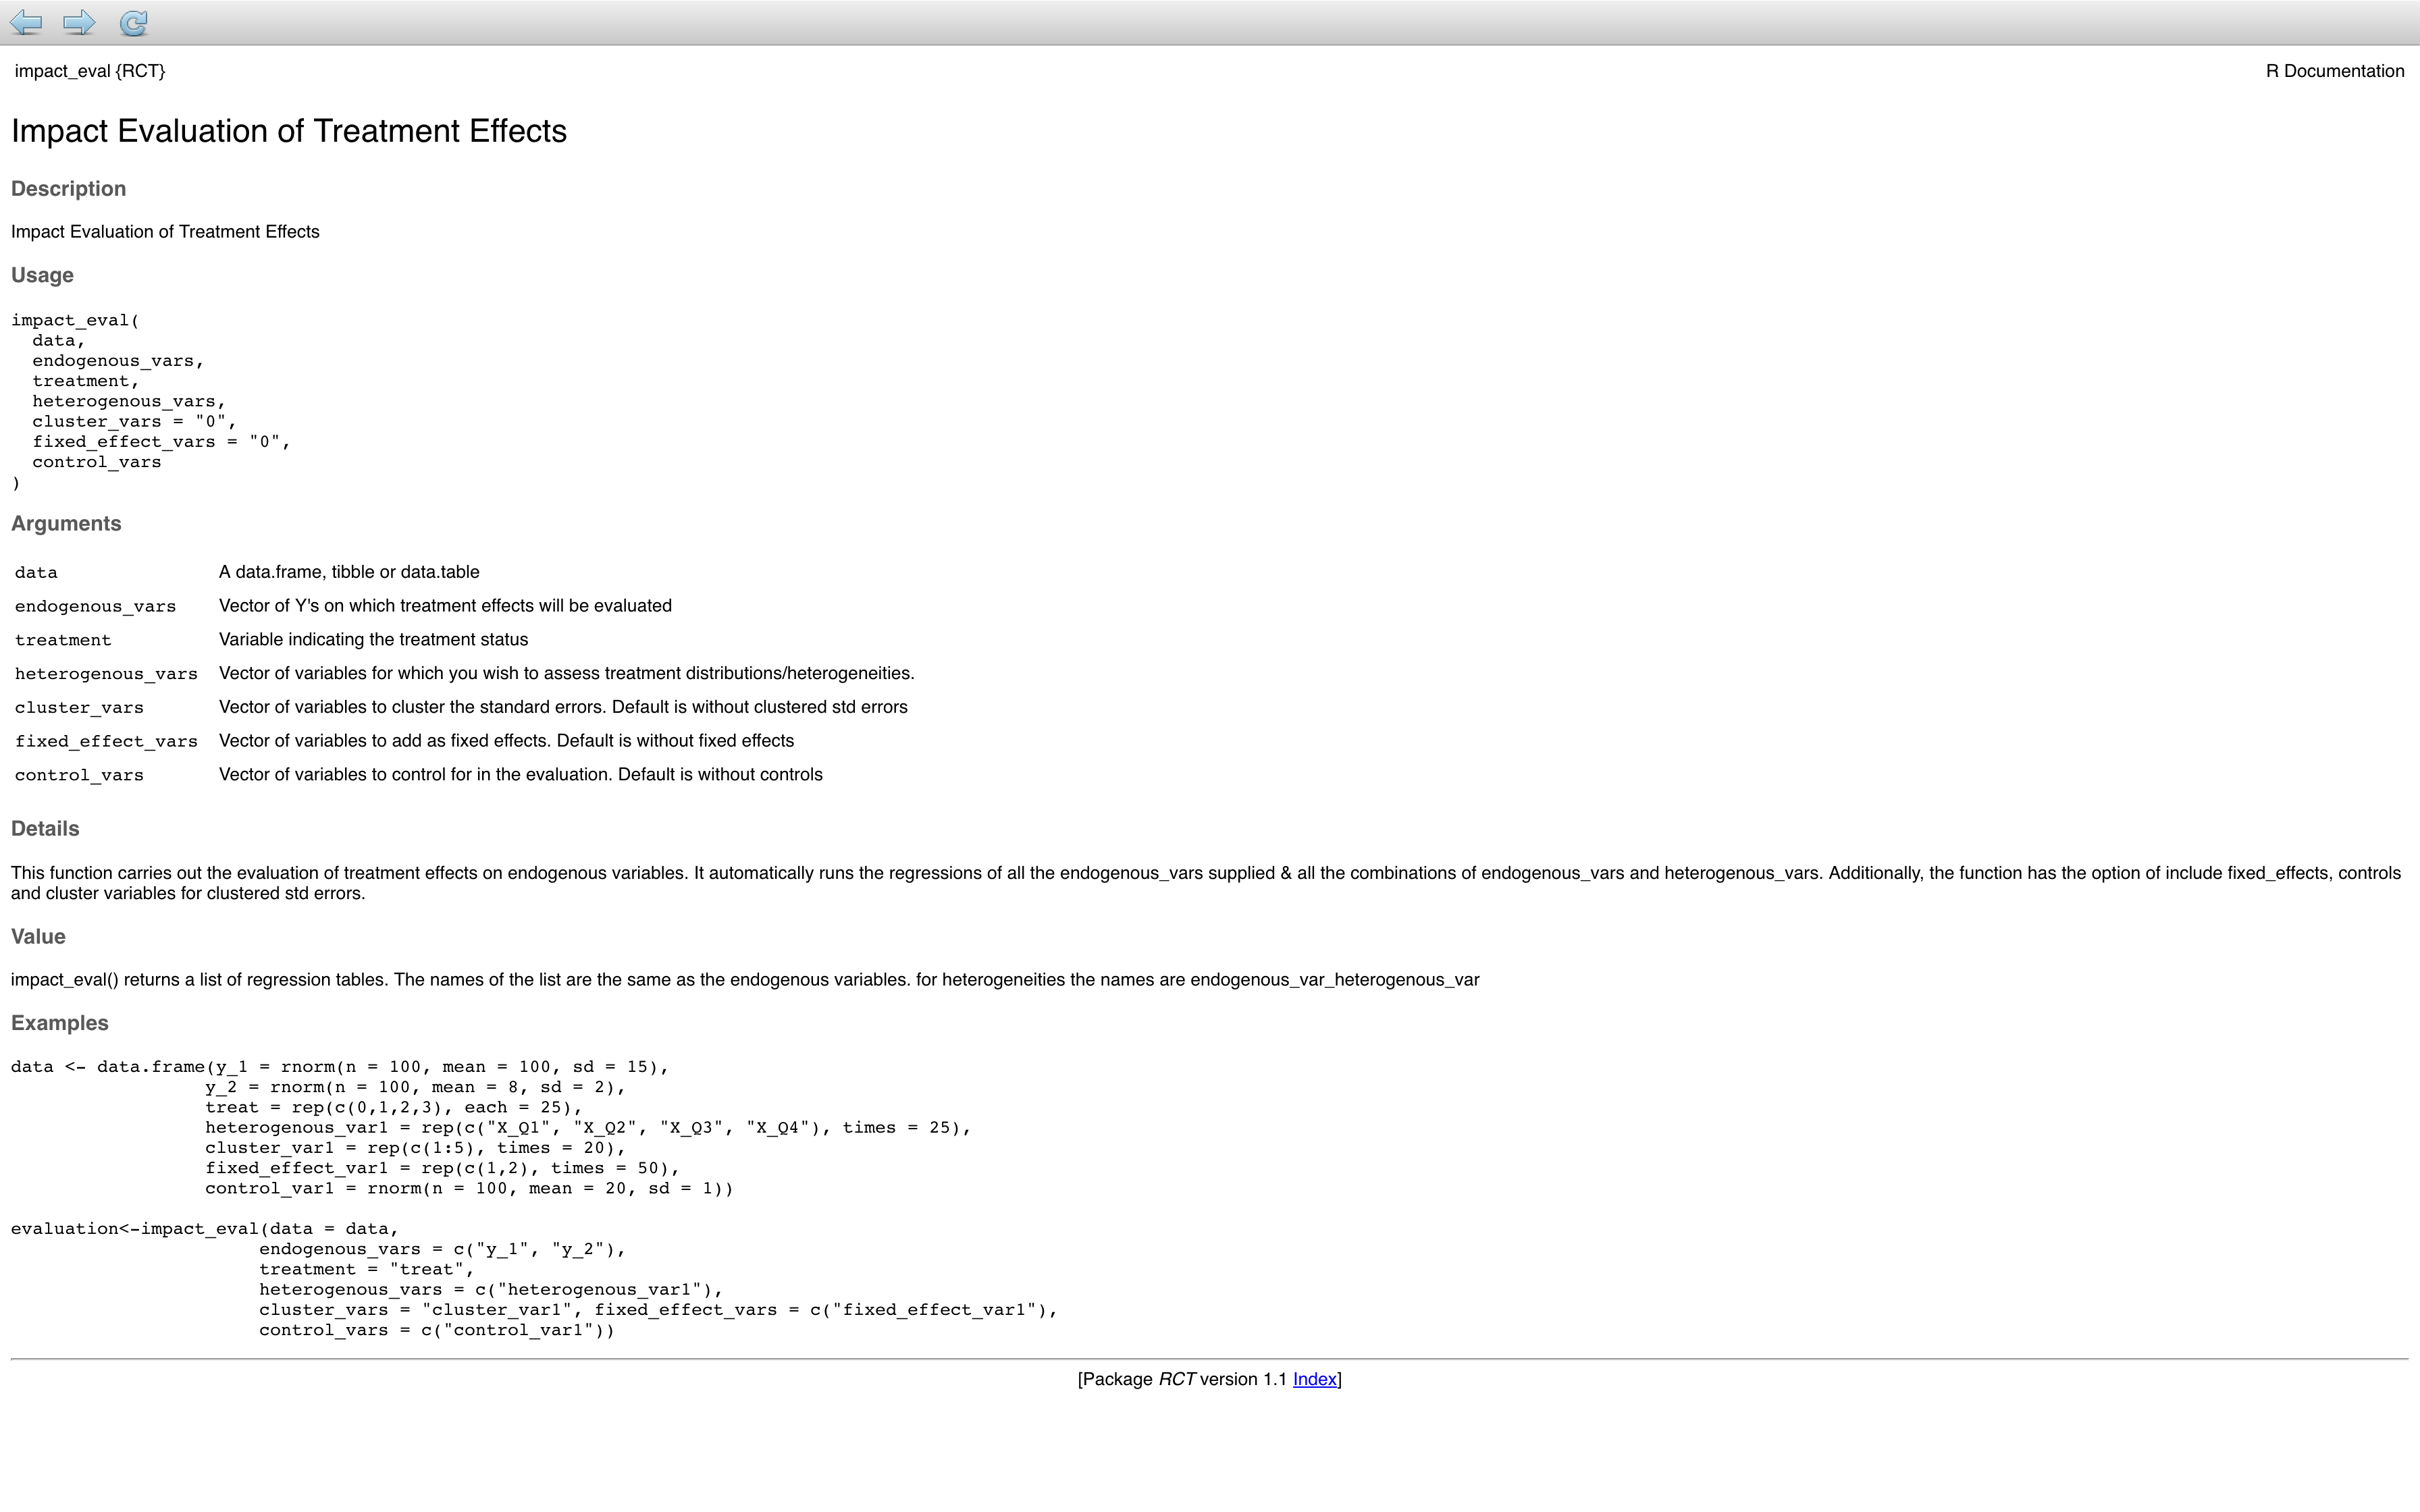 impact_eval {RCT}
R Documentation
Impact Evaluation of Treatment Effects
Description
Impact Evaluation of Treatment Effects
Usage
impact_eval(
  data,
  endogenous_vars,
  treatment,
  heterogenous_vars,
  cluster_vars = "0",
  fixed_effect_vars = "0",
  control_vars
)
Arguments
data A data.frame, tibble or data.table
endogenous_vars Vector of Y's on which treatment effects will be evaluated
treatment Variable indicating the treatment status
heterogenous_vars Vector of variables for which you wish to assess treatment distributions/heterogeneities.
cluster_vars Vector of variables to cluster the standard errors. Default is without clustered std errors
fixed_effect_vars Vector of variables to add as fixed effects. Default is without fixed effects
control_vars Vector of variables to control for in the evaluation. Default is without controls
Details
This function carries out the evaluation of treatment effects on endogenous variables. It automatically runs the regressions of all the endogenous_vars supplied & all the combinations of endogenous_vars and heterogenous_vars. Additionally, the function has the option of include fixed_effects, controls
and cluster variables for clustered std errors.
Value
impact_eval() returns a list of regression tables. The names of the list are the same as the endogenous variables. for heterogeneities the names are endogenous_var_heterogenous_var
Examples
data <- data.frame(y_1 = rnorm(n = 100, mean = 100, sd = 15),
                  y_2 = rnorm(n = 100, mean = 8, sd = 2),
                  treat = rep(c(0,1,2,3), each = 25),
                  heterogenous_var1 = rep(c("X_Q1", "X_Q2", "X_Q3", "X_Q4"), times = 25),
                  cluster_var1 = rep(c(1:5), times = 20),
                  fixed_effect_var1 = rep(c(1,2), times = 50),
                  control_var1 = rnorm(n = 100, mean = 20, sd = 1))
evaluation<-impact_eval(data = data,
                       endogenous_vars = c("y_1", "y_2"),
                       treatment = "treat",
                       heterogenous_vars = c("heterogenous_var1"),
                       cluster_vars = "cluster_var1", fixed_effect_vars = c("fixed_effect_var1"),
                       control_vars = c("control_var1"))
[Package RCT version 1.1 Index]